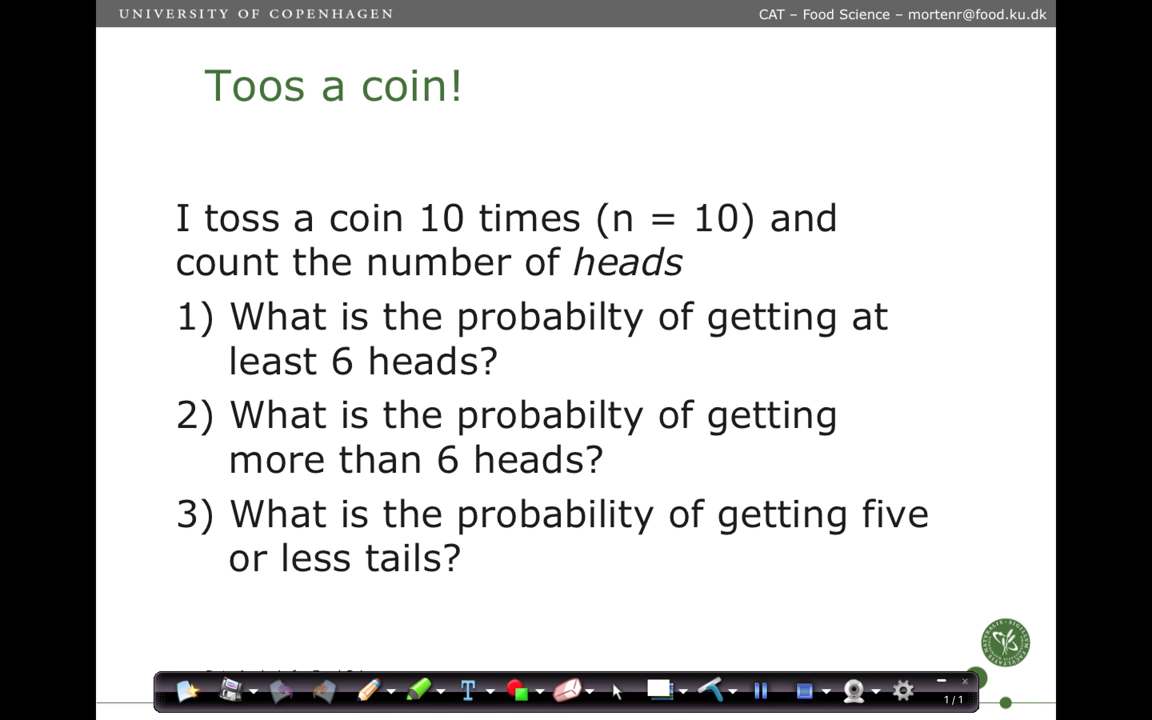 UNIVERSITY OF COPENHAGEN
CAT – Food Science – mortenr@food.ku.dk
Toos a coin!
I toss a coin 10 times (n = 10) and
count the number of heads
1) What is the probabilty of getting at
least 6 heads?
2) What is the probabilty of getting
more than 6 heads?
3) What is the probability of getting five
or less tails?
T
1/1